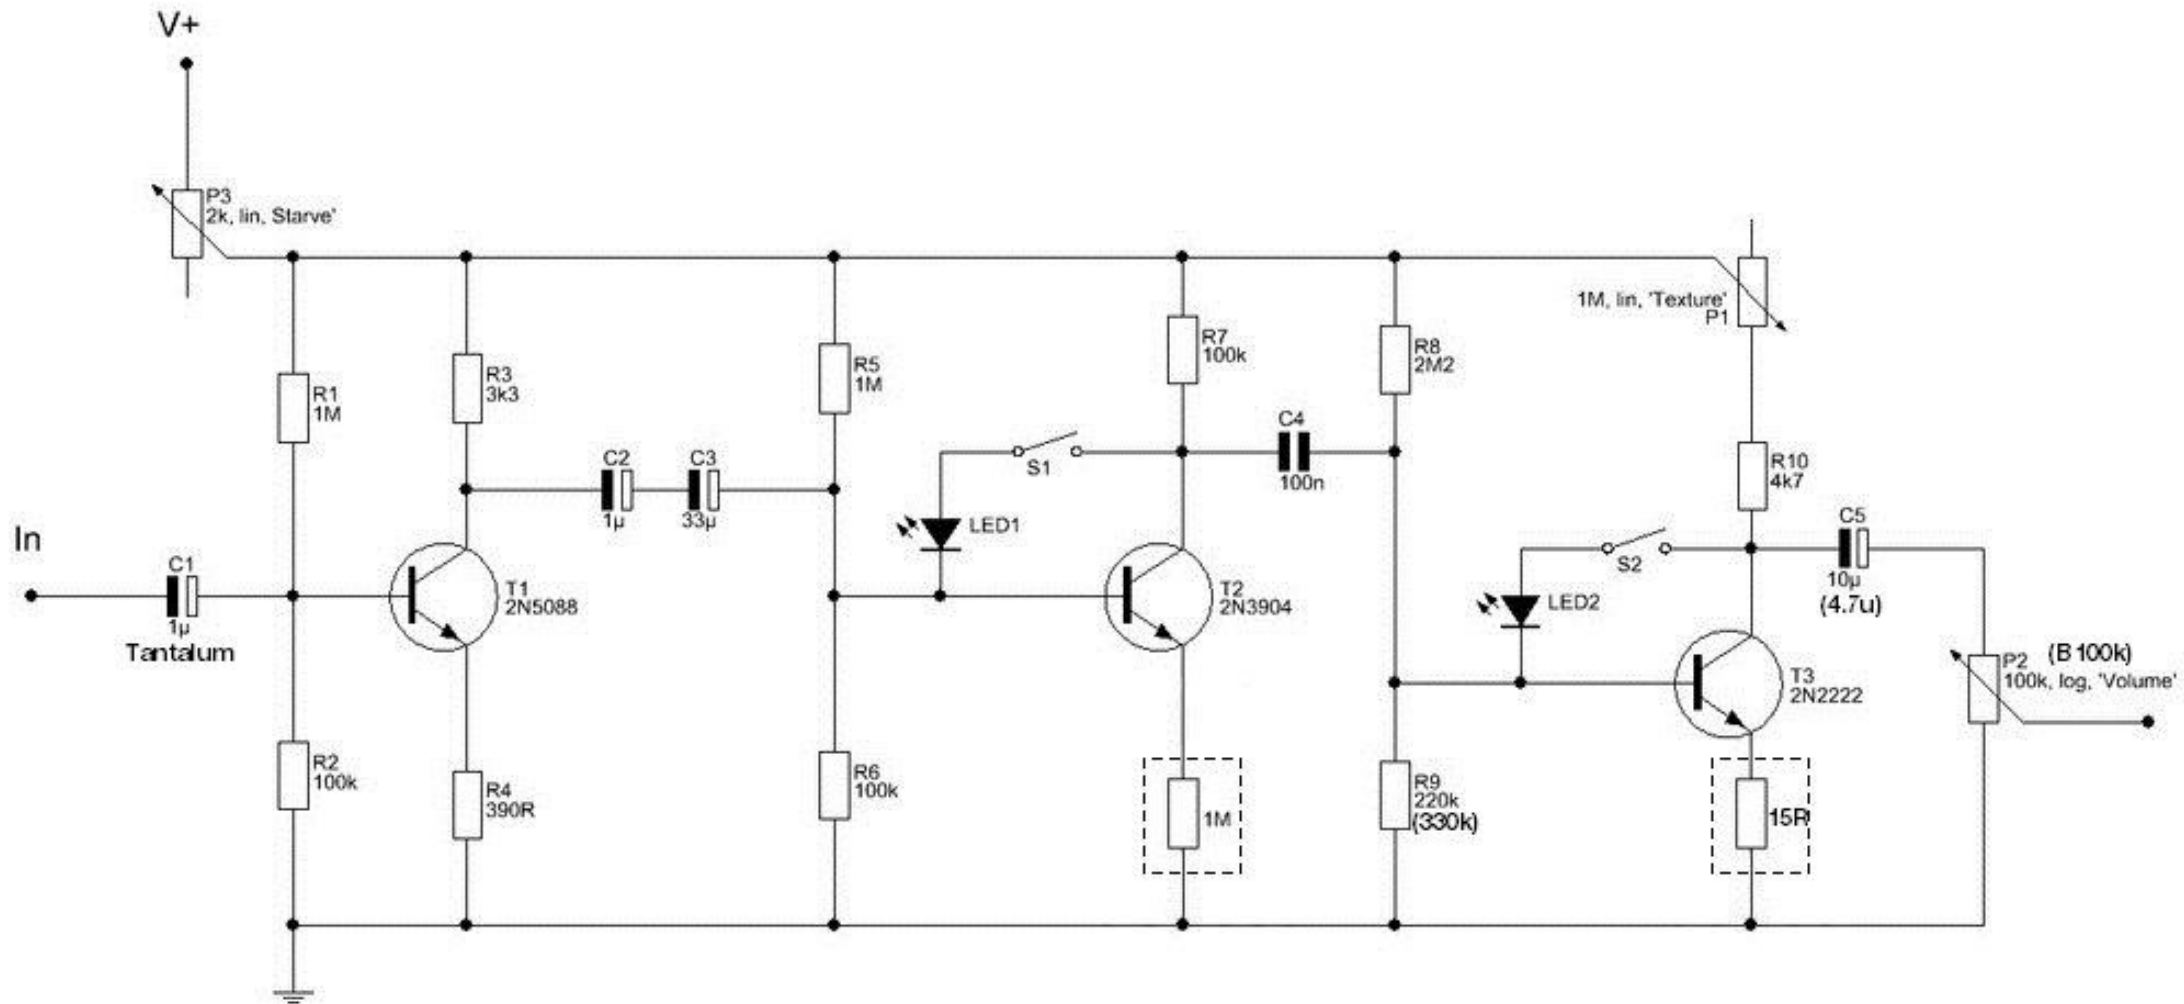 V+
P3
2k, lin, Starve'
1M, lin, 'Texture'
P1
R1
1M
R3
3k3
R5
1M
R7
100k
R8
2M2
C4
100n
S1
R10
4k7
C2
1µ
C3
33µ
LED1
C5
10µ
(4.7u)
S2
In
C1
1µ
Tantalum
T1
2N5088
T2
2N3904
LED2
(B 100k)
P2
100k, log, 'Volume'
T3
2N2222
R2
100k
R4
390R
R6
100k
1M
R9
220k
(330k)
15R